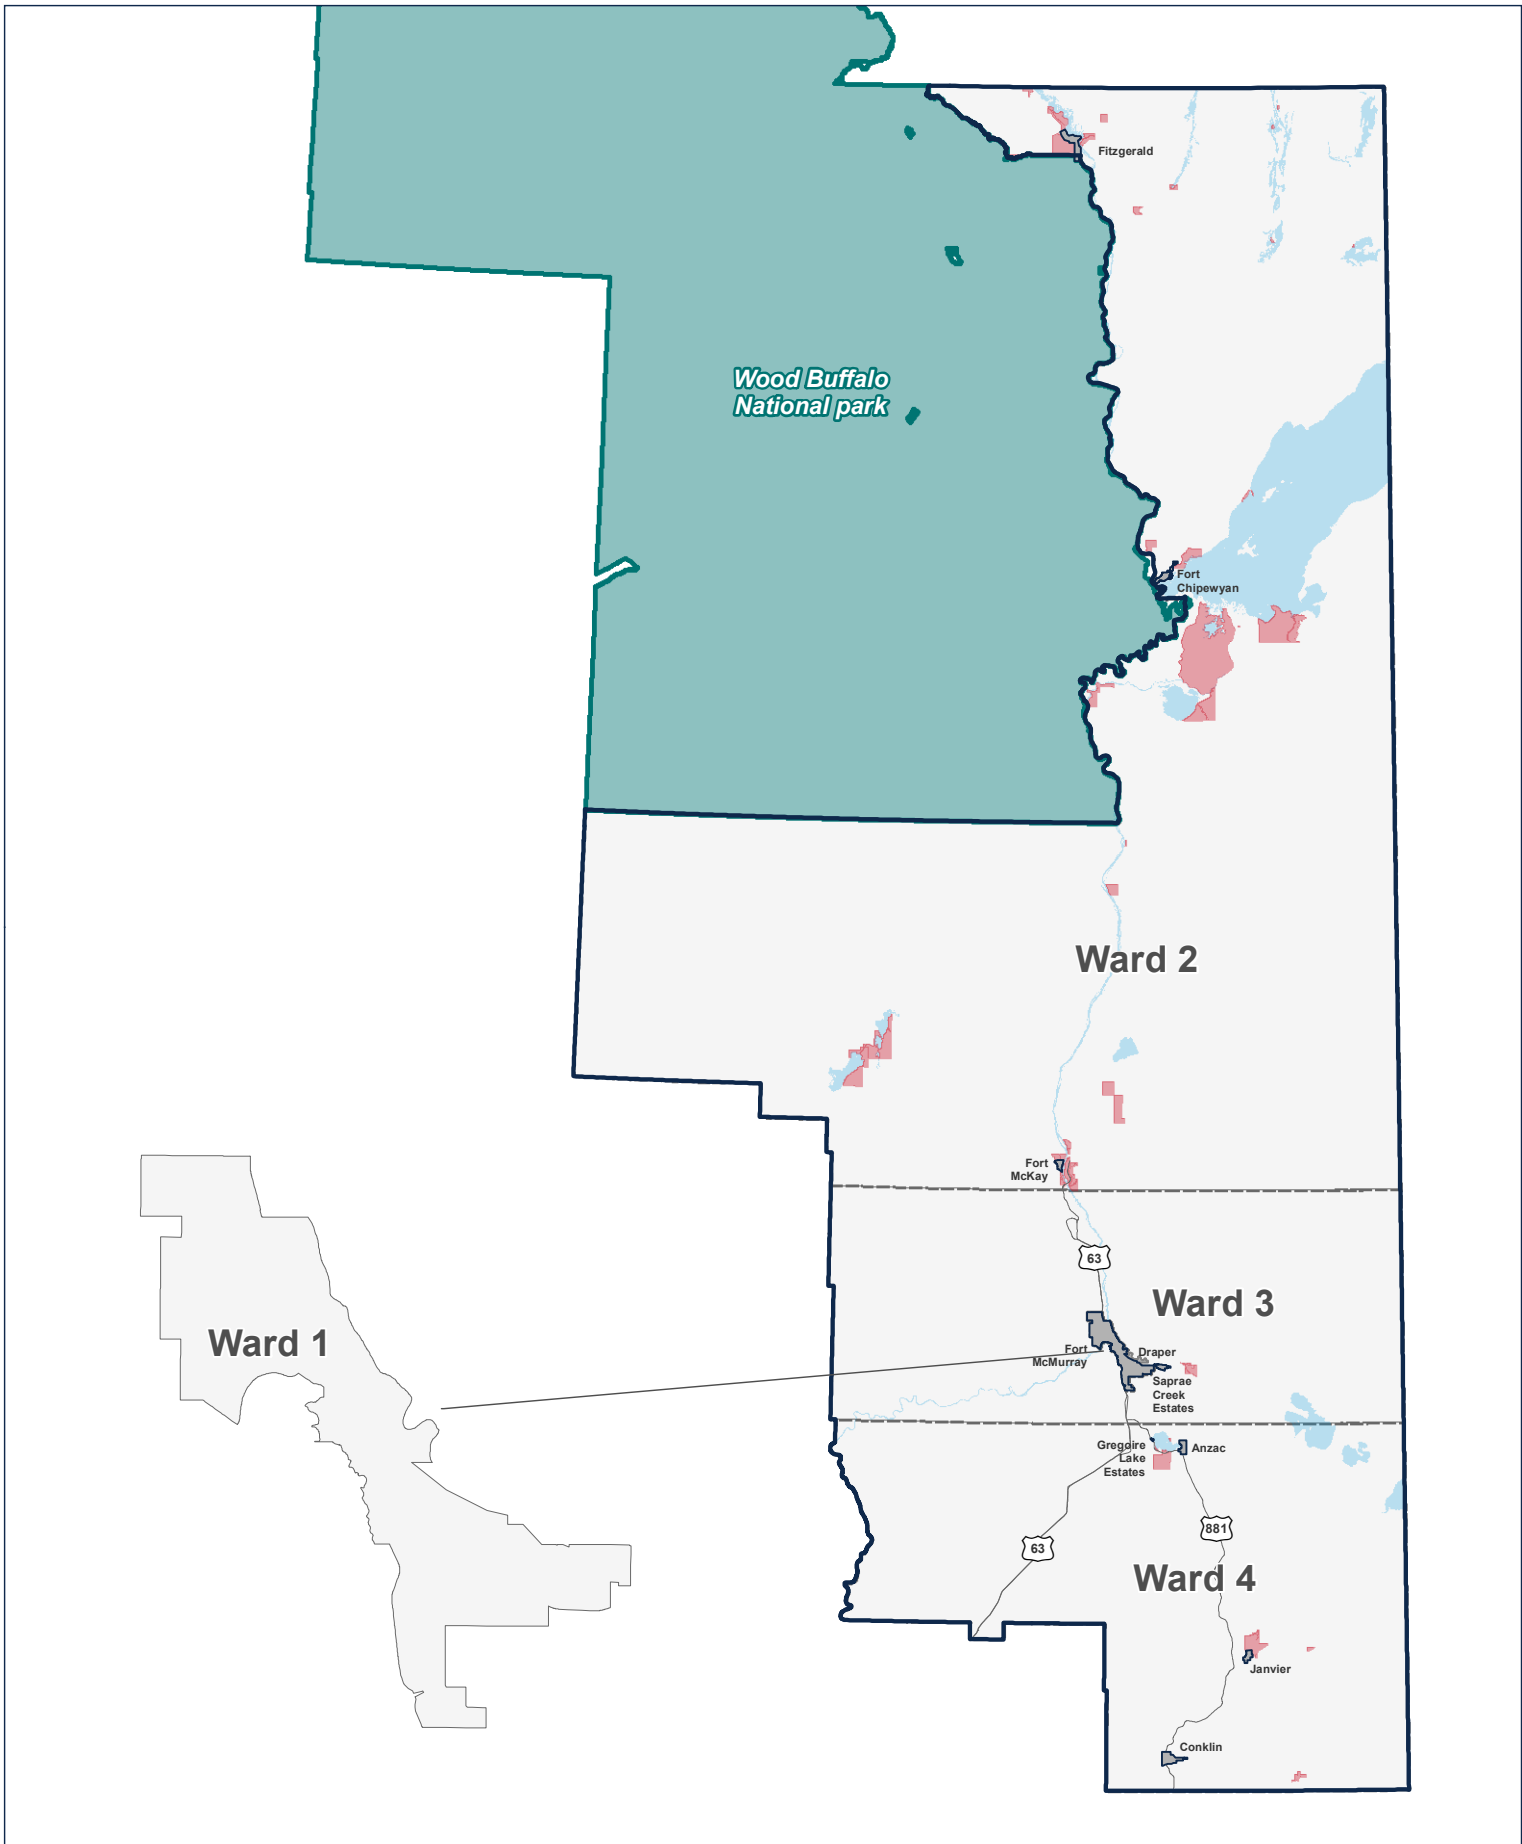 Fitzgerald
Wood Buffalo
National park
Fort
Chipewyan
Ward 2
Fort
McKay
63
Ward 3
Ward 1
Fort
McMurray
Draper
Saprae
Creek
Estates
Gregoire
Lake
Estates
Anzac
881
63
Ward 4
Janvier
Conklin